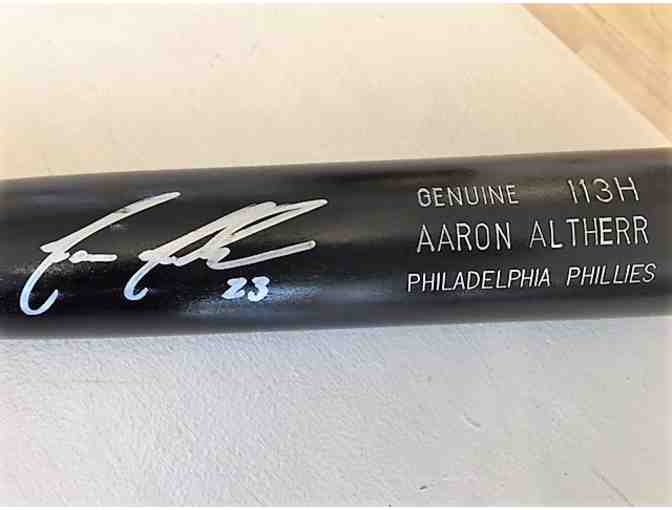 GENUINE I13H
AARON ALTHERR
PHILADELPHIA PHILLIES
23